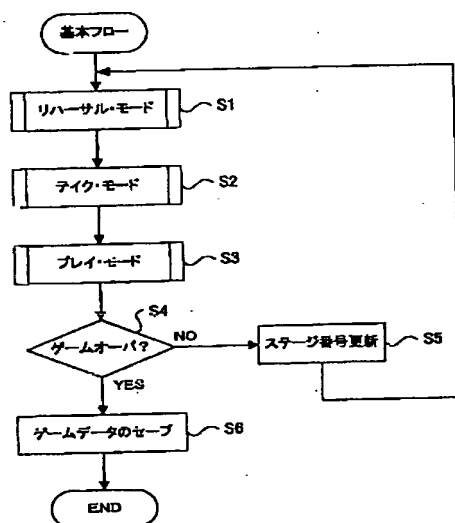 基本フロー
リハーサル・モード
S1
テイク・モード
S2
プレイ・モード
S3
S4
ゲームオーバ?
NO
ステージ番号更新
S5
YES
ゲームデータのセーブ
S6
END